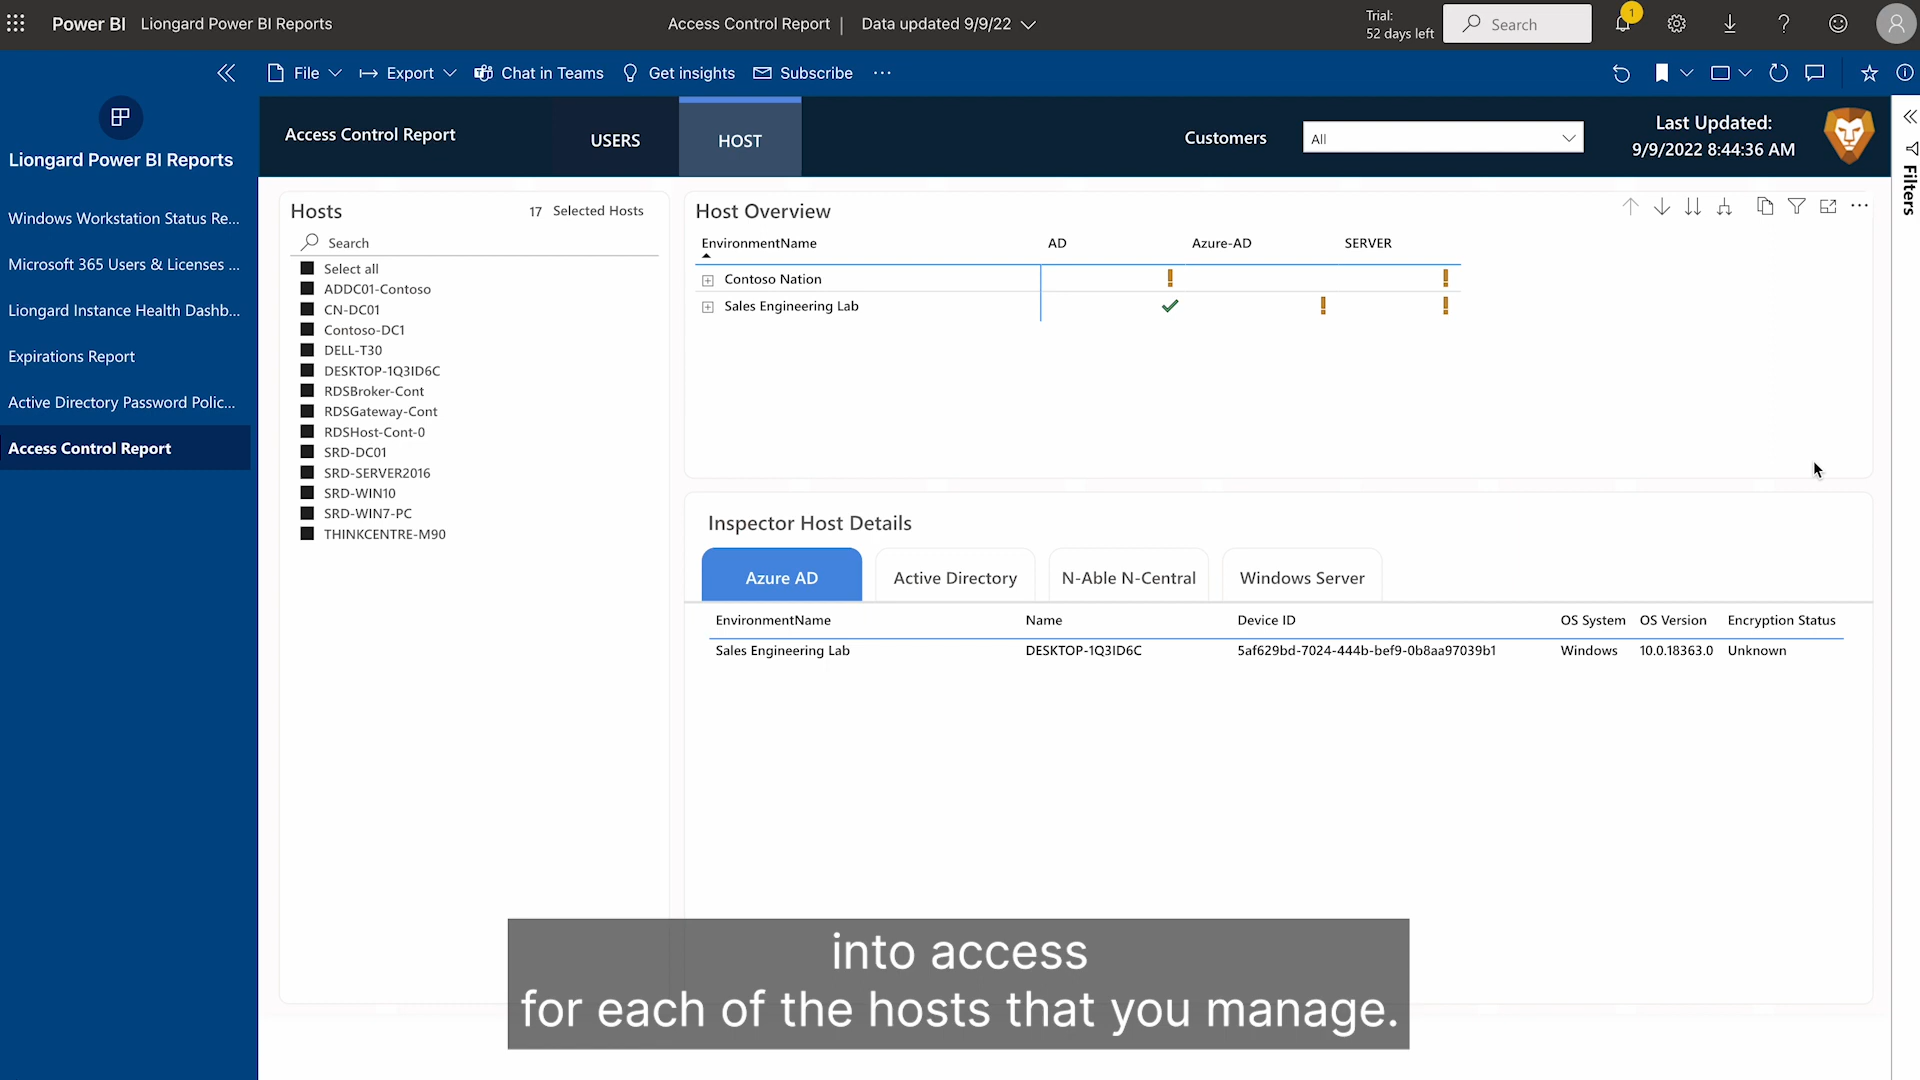 Power BI Liongard Power BI Reports
Access Control Report | Data updated 9/9/22
Trial:
52 days left
Search
1
File
Export
Chat in Teams
Get insights
Subscribe
Liongard Power BI Reports
Windows Workstation Status Re...
Microsoft 365 Users & Licenses ...
Liongard Instance Health Dashb...
Expirations Report
Active Directory Password Polic...
Access Control Report
Access Control Report
USERS
HOST
Customers
All
Last Updated:
9/9/2022 8:44:36 AM
Filters
Hosts
17 Selected Hosts
Search
Select all
ADDC01-Contoso
CN-DC01
Contoso-DC1
DELL-T30
DESKTOP-1Q3ID6C
RDSBroker-Cont
RDSGateway-Cont
RDSHost-Cont-0
SRD-DC01
SRD-SERVER2016
SRD-WIN10
SRD-WIN7-PC
THINKCENTRE-M90
Host Overview
EnvironmentName AD Azure-AD SERVER
Contoso Nation
Sales Engineering Lab
Inspector Host Details
Azure AD
Active Directory
N-Able N-Central
Windows Server
EnvironmentName Name Device ID OS System OS Version Encryption Status
Sales Engineering Lab DESKTOP-1Q3ID6C 5af629bd-7024-444b-bef9-0b8aa97039b1 Windows 10.0.18363.0 Unknown
into access
for each of the hosts that you manage.